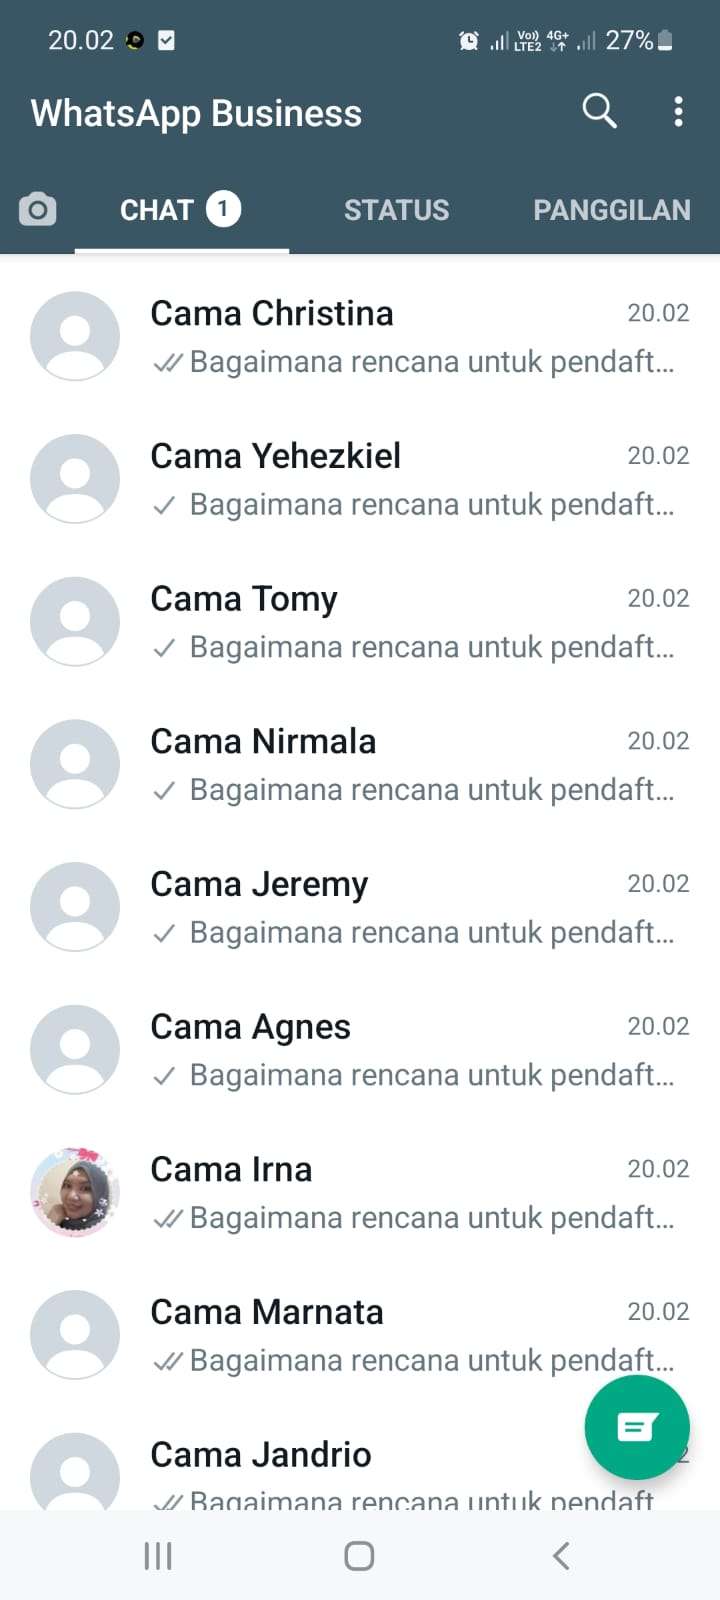 20.02
Vo)) LTE2 4G+ 27%
WhatsApp Business
CHAT 1 STATUS PANGGILAN
Cama Christina 20.02
Bagaimana rencana untuk pendaft...
Cama Yehezkiel 20.02
Bagaimana rencana untuk pendaft...
Cama Tomy 20.02
Bagaimana rencana untuk pendaft...
Cama Nirmala 20.02
Bagaimana rencana untuk pendaft...
Cama Jeremy 20.02
Bagaimana rencana untuk pendaft...
Cama Agnes 20.02
Bagaimana rencana untuk pendaft...
Cama Irna 20.02
Bagaimana rencana untuk pendaft...
Cama Marnata 20.02
Bagaimana rencana untuk pendaft...
Cama Jandrio
Bagaimana rencana untuk pendaft